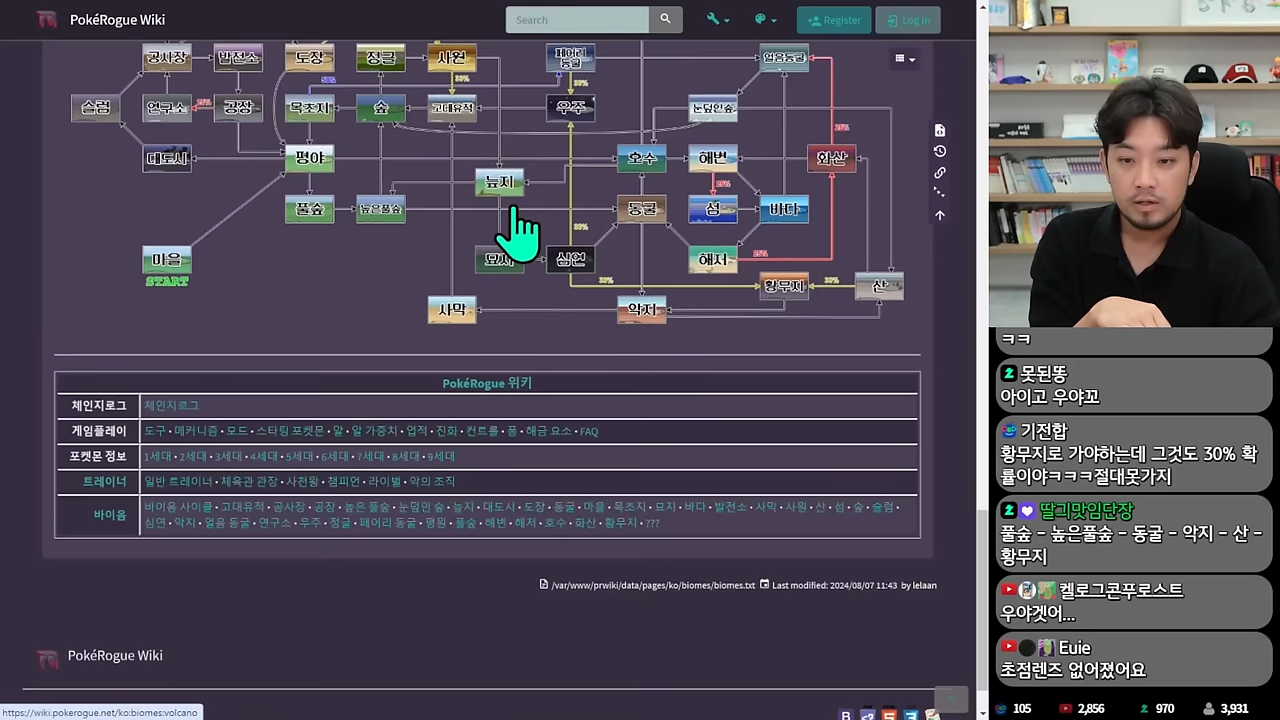 PokéRogue Wiki
Search
Register
Log In
공사장
발전소
도장
정글
사원
페어리
동굴
얼음동굴
33%
50%
33%
슬럼
연구소
25%
공장
목초지
숲
고대유적
우주
눈덮인숲
25%
대도시
평야
호수
해변
화산
늪지
25%
풀숲
높은풀숲
동굴
섬
바다
33%
마을
START
심연
해저
25%
33%
황무지
33%
산
사막
악지
PokéRogue 위키
체인지로그
체인지로그
게임플레이
도구 • 메커니즘 • 모드 • 스타팅 포켓몬 • 알 • 알 가중치 • 업적 • 진화 • 컨트롤 • 폼 • 해금 요소 • FAQ
포켓몬 정보
1세대 • 2세대 • 3세대 • 4세대 • 5세대 • 6세대 • 7세대 • 8세대 • 9세대
트레이너
일반 트레이너 • 체육관 관장 • 사천왕 • 챔피언 • 라이벌 • 악의 조직
바이옴
바이옴 사이클 • 고대유적 • 공사장 • 공장 • 높은 풀숲 • 눈덮인 숲 • 늪지 • 대도시 • 도장 • 동굴 • 마을 • 목초지 • 묘지 • 바다 • 발전소 • 사막 • 사원 • 산 • 섬 • 숲 • 슬럼 •
심연 • 악지 • 얼음 동굴 • 연구소 • 우주 • 정글 • 페어리 동굴 • 평원 • 풀숲 • 해변 • 해저 • 호수 • 화산 • 황무지 • ???
/var/www/prwiki/data/pages/ko/biomes/biomes.txt
Last modified: 2024/08/07 11:43 by lelaan
PokéRogue Wiki
https://wiki.pokerogue.net/ko:biomes:volcano
ㅋㅋ
못된똥
아이고 우야꼬
기전합
황무지로 가야하는데 그것도 30% 확
률이야ㅋㅋㅋ절대못가지
딸긔맛임단장
풀숲 - 높은풀숲 - 동굴 - 악지 - 산 -
황무지
켈로그콘푸로스트
우야겟어...
Euie
초점렌즈 없어졌어요
105
2,856
970
3,931